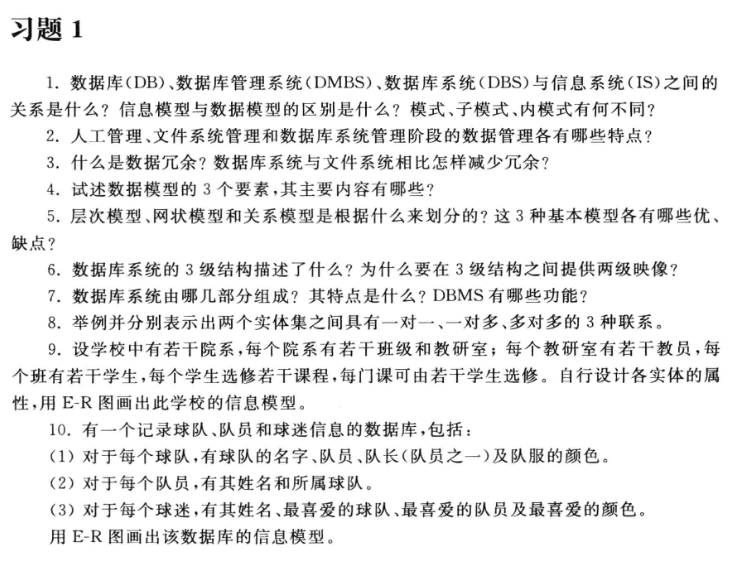 习题 1
1. 数据库(DB)、数据库管理系统(DMBS)、数据库系统(DBS)与信息系统(IS)之间的
关系是什么？信息模型与数据模型的区别是什么？模式、子模式、内模式有何不同？
2. 人工管理、文件系统管理和数据库系统管理阶段的数据管理各有哪些特点？
3. 什么是数据冗余？数据库系统与文件系统相比怎样减少冗余？
4. 试述数据模型的 3 个要素，其主要内容有哪些？
5. 层次模型、网状模型和关系模型是根据什么来划分的？这 3 种基本模型各有哪些优、
缺点？
6. 数据库系统的 3 级结构描述了什么？为什么要在 3 级结构之间提供两级映像？
7. 数据库系统由哪几部分组成？其特点是什么？DBMS 有哪些功能？
8. 举例并分别表示出两个实体集之间具有一对一、一对多、多对多的 3 种联系。
9. 设学校中有若干院系，每个院系有若干班级和教研室；每个教研室有若干教员，每
个班有若干学生，每个学生选修若干课程，每门课可由若干学生选修。自行设计各实体的属
性，用 E-R 图画出此学校的信息模型。
10. 有一个记录球队、队员和球迷信息的数据库，包括：
(1) 对于每个球队，有球队的名字、队员、队长(队员之一)及队服的颜色。
(2) 对于每个队员，有其姓名和所属球队。
(3) 对于每个球迷，有其姓名、最喜爱的球队、最喜爱的队员及最喜爱的颜色。
用 E-R 图画出该数据库的信息模型。